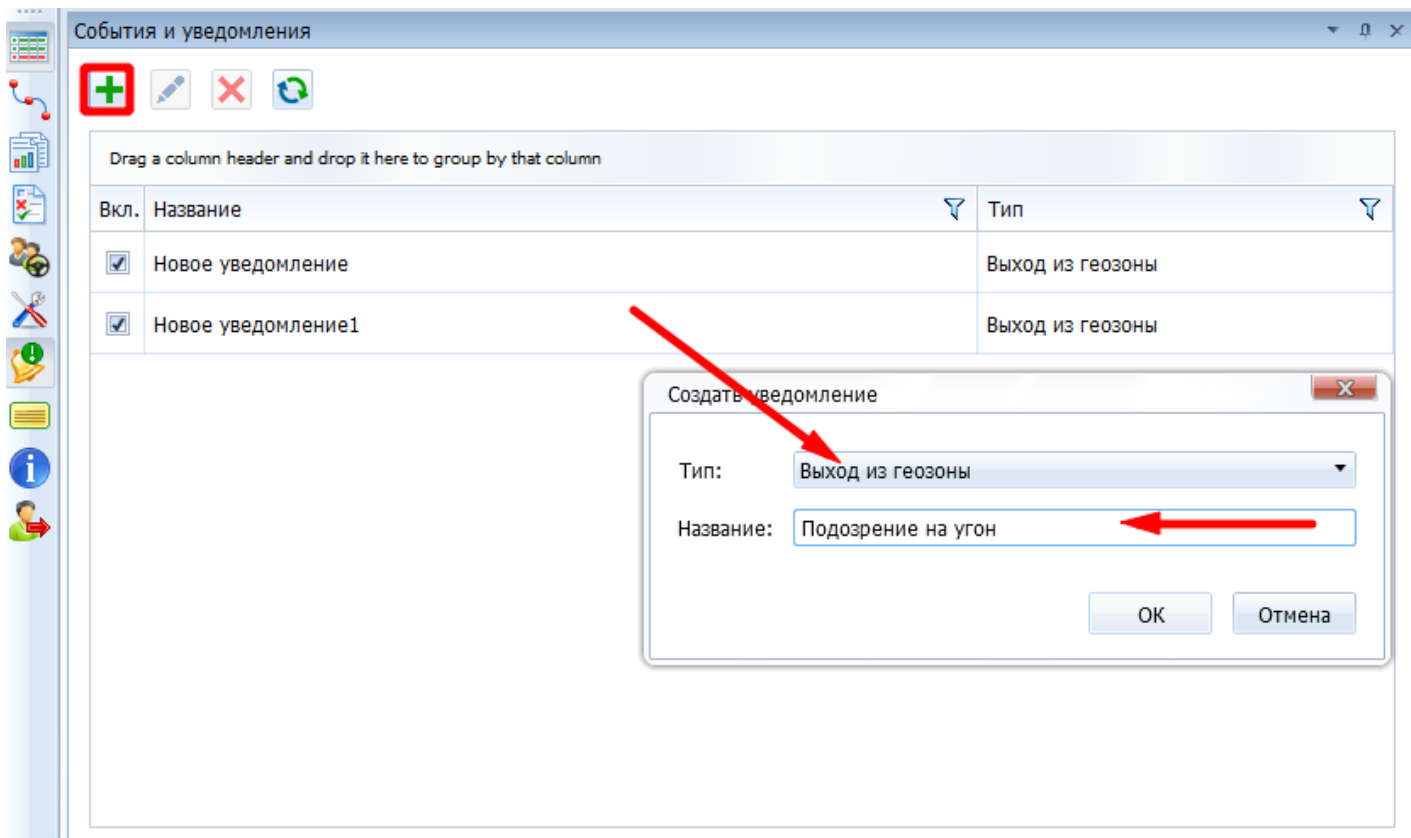 События и уведомления
Drag a column header and drop it here to group by that column
Вкл. Название Тип
Новое уведомление Выход из геозоны
Новое уведомление1 Выход из геозоны
Создать уведомление
Тип: Выход из геозоны
Название: Подозрение на угон
ОК Отмена